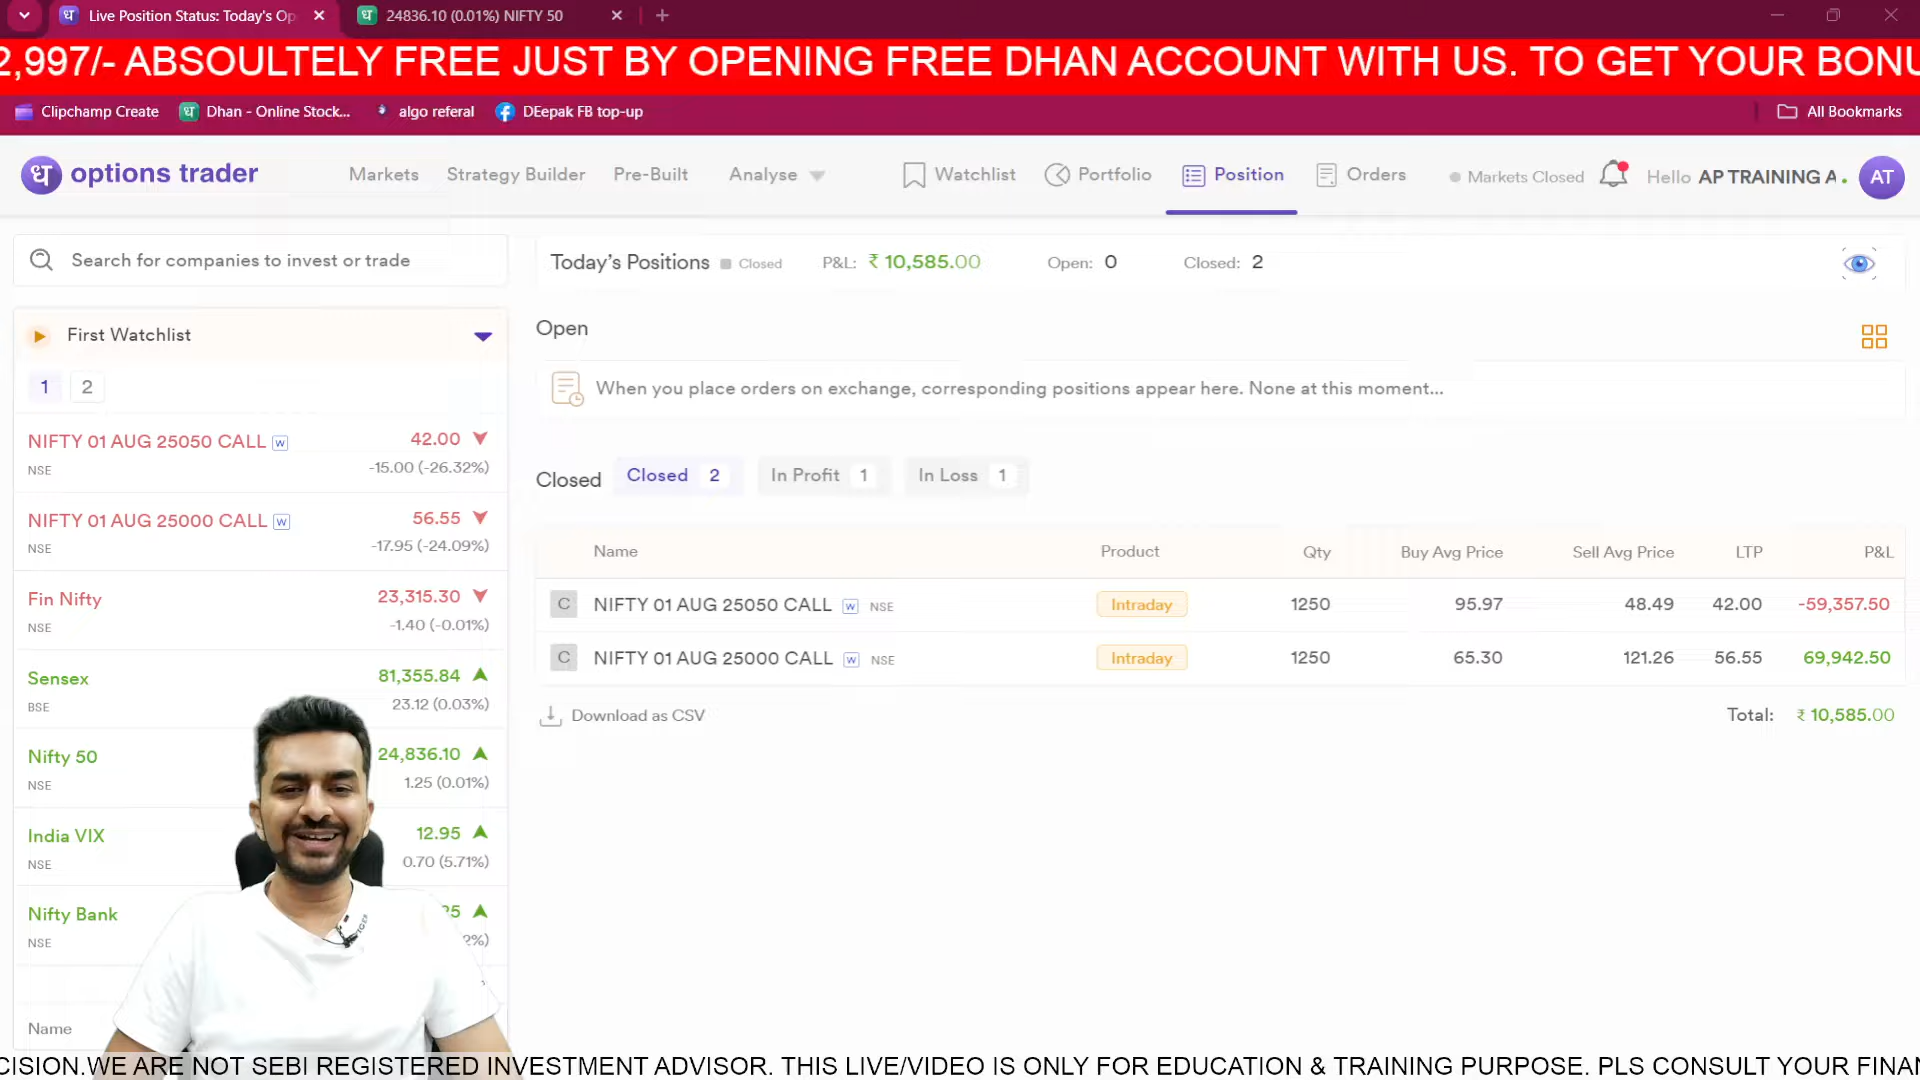 Live Position Status: Today's Op
24836.10 (0.01%) NIFTY 50
2,997/- ABSOULTELY FREE JUST BY OPENING FREE DHAN ACCOUNT WITH US. TO GET YOUR BONU
Clipchamp Create
Dhan - Online Stock...
algo referal
DEepak FB top-up
All Bookmarks
ध options trader
Markets
Strategy Builder
Pre-Built
Analyse
Watchlist
Portfolio
Position
Orders
Markets Closed
Hello AP TRAINING A
AT
Search for companies to invest or trade
Today's Positions
Closed
P&L: ₹ 10,585.00
Open: 0
Closed: 2
First Watchlist
1 2
NIFTY 01 AUG 25050 CALL W 42.00
NSE -15.00 (-26.32%)
NIFTY 01 AUG 25000 CALL W 56.55
NSE -17.95 (-24.09%)
Fin Nifty 23,315.30
NSE -1.40 (-0.01%)
Sensex 81,355.84
BSE 23.12 (0.03%)
Nifty 50 24,836.10
NSE 1.25 (0.01%)
India VIX 12.95
NSE 0.70 (5.71%)
Nifty Bank 25
NSE 2%)
Name
Open
When you place orders on exchange, corresponding positions appear here. None at this moment...
Closed
Closed 2
In Profit 1
In Loss 1
Name Product Qty Buy Avg Price Sell Avg Price LTP P&L
C NIFTY 01 AUG 25050 CALL W NSE Intraday 1250 95.97 48.49 42.00 -59,357.50
C NIFTY 01 AUG 25000 CALL W NSE Intraday 1250 65.30 121.26 56.55 69,942.50
Download as CSV
Total: ₹ 10,585.00
CISION.WE ARE NOT SEBI REGISTERED INVESTMENT ADVISOR. THIS LIVE/VIDEO IS ONLY FOR EDUCATION & TRAINING PURPOSE. PLS CONSULT YOUR FINA